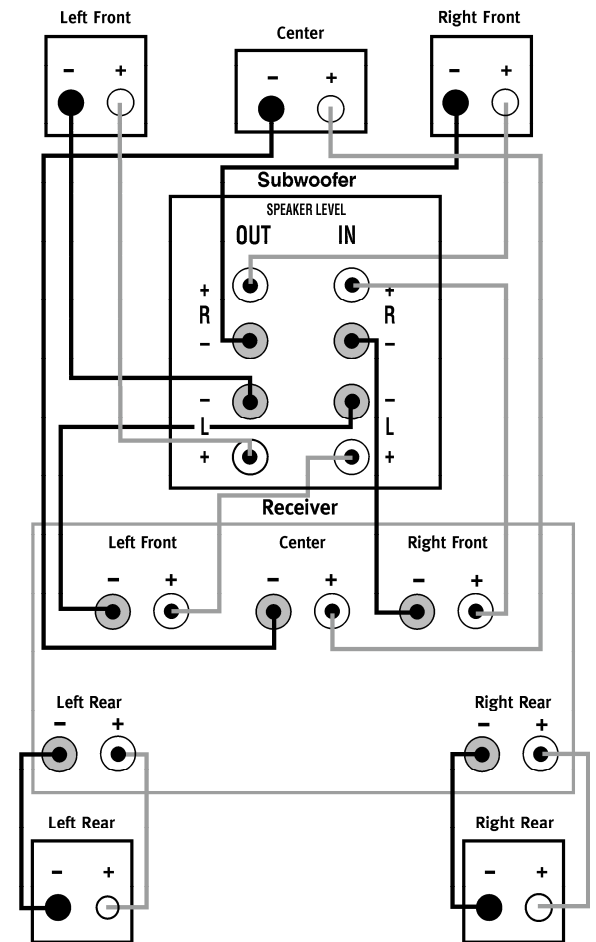 Left Front
Center
Right Front
- +
- +
- +
Subwoofer
SPEAKER LEVEL
OUT IN
+ +
R R
- -
- -
L L
+ +
Receiver
Left Front Center Right Front
- + - + - +
Left Rear Right Rear
- + - +
Left Rear Right Rear
- + - +